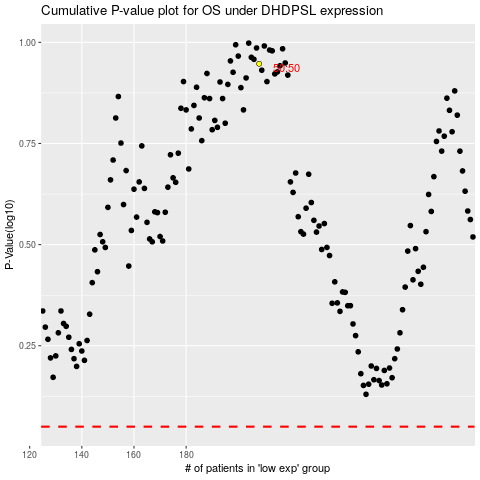 Cumulative P-value plot for OS under DHDPSL expression
P-Value(log10)
1.00
0.75
0.50
0.25
50:50
120 140 160 180
# of patients in 'low exp' group